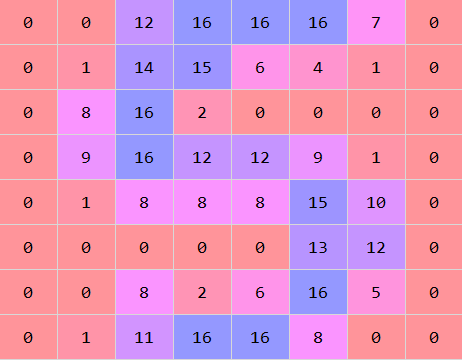 0 0 12 16 16 16 7 0
0 1 14 15 6 4 1 0
0 8 16 2 0 0 0 0
0 9 16 12 12 9 1 0
0 1 8 8 8 15 10 0
0 0 0 0 0 13 12 0
0 0 8 2 6 16 5 0
0 1 11 16 16 8 0 0